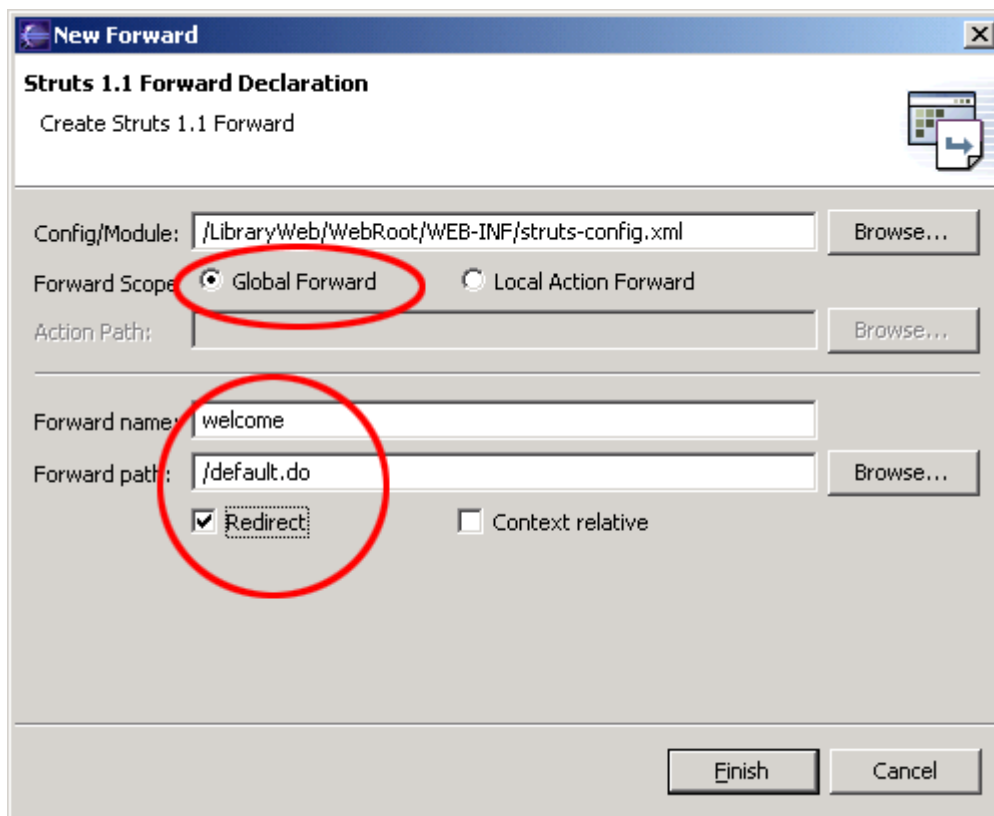 New Forward
Struts 1.1 Forward Declaration
Create Struts 1.1 Forward
Config/Module: /LibraryWeb/WebRoot/WEB-INF/struts-config.xml Browse...
Forward Scope Global Forward Local Action Forward
Action Path: Browse...
Forward name: welcome
Forward path: /default.do Browse...
Redirect Context relative
Finish Cancel